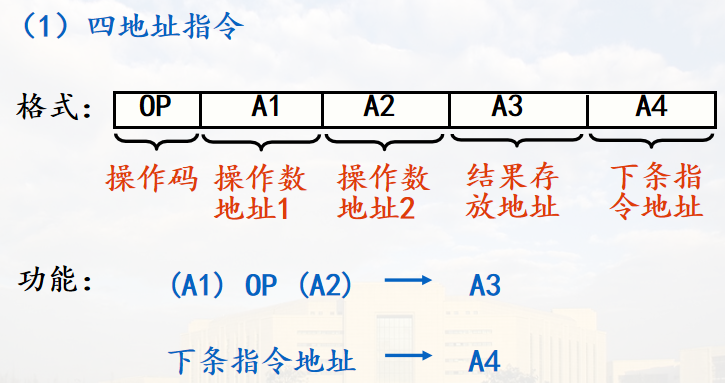 （1）四地址指令
格式： OP A1 A2 A3 A4
操作码 操作数地址1 操作数地址2 结果存放地址 下条指令地址
功能： (A1) OP (A2) → A3
下条指令地址 → A4